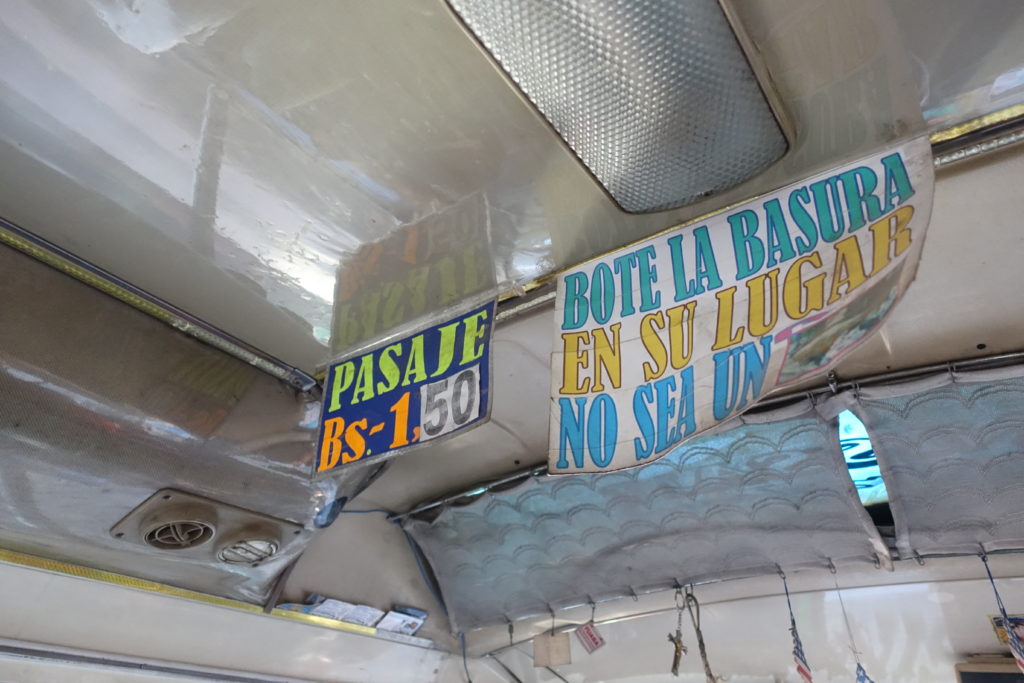 PASAJE
Bs.-1,50
BOTE LA BASURA
EN SU LUGAR
NO SEA UN